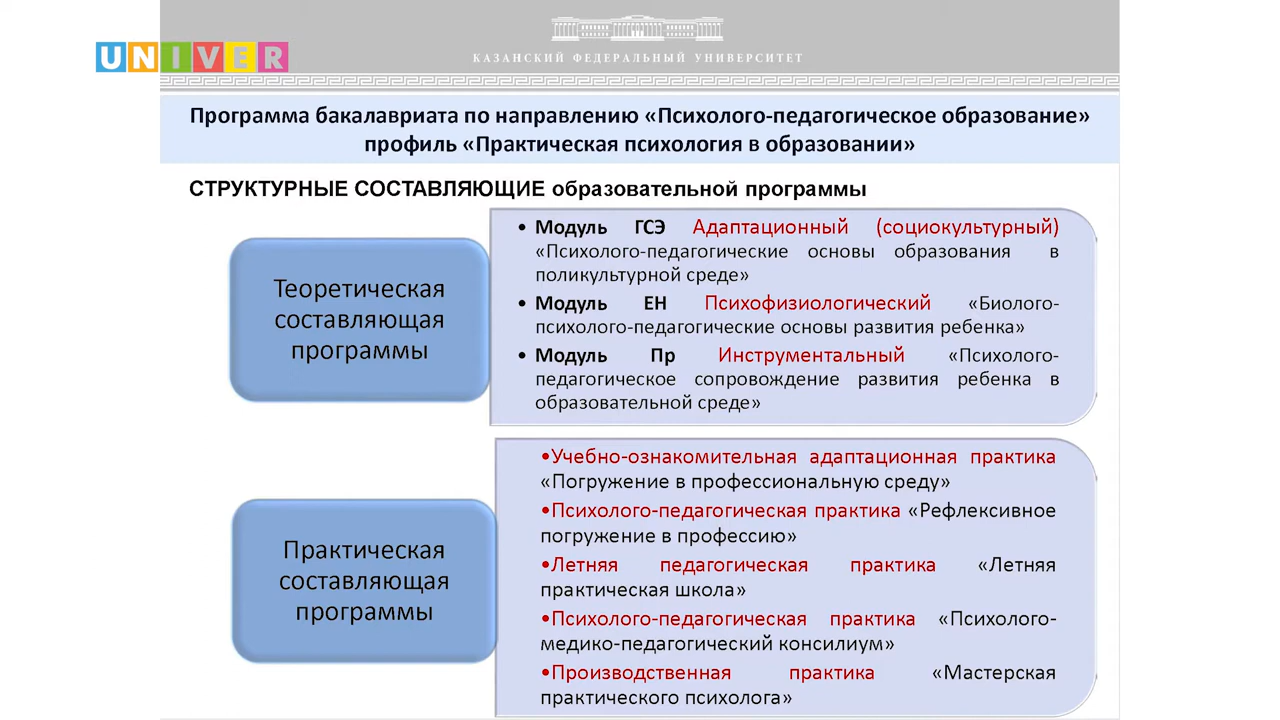 UNIVER
КАЗАНСКИЙ ФЕДЕРАЛЬНЫЙ УНИВЕРСИТЕТ
Программа бакалавриата по направлению «Психолого-педагогическое образование»
профиль «Практическая психология в образовании»
СТРУКТУРНЫЕ СОСТАВЛЯЮЩИЕ образовательной программы
Теоретическая
составляющая
программы
• Модуль ГСЭ Адаптационный (социокультурный)
«Психолого-педагогические основы образования в
поликультурной среде»
• Модуль ЕН Психофизиологический «Биолого-
психолого-педагогические основы развития ребенка»
• Модуль Пр Инструментальный «Психолого-
педагогическое сопровождение развития ребенка в
образовательной среде»
Практическая
составляющая
программы
•Учебно-ознакомительная адаптационная практика
«Погружение в профессиональную среду»
•Психолого-педагогическая практика «Рефлексивное
погружение в профессию»
•Летняя педагогическая практика «Летняя
практическая школа»
•Психолого-педагогическая практика «Психолого-
медико-педагогический консилиум»
•Производственная практика «Мастерская
практического психолога»